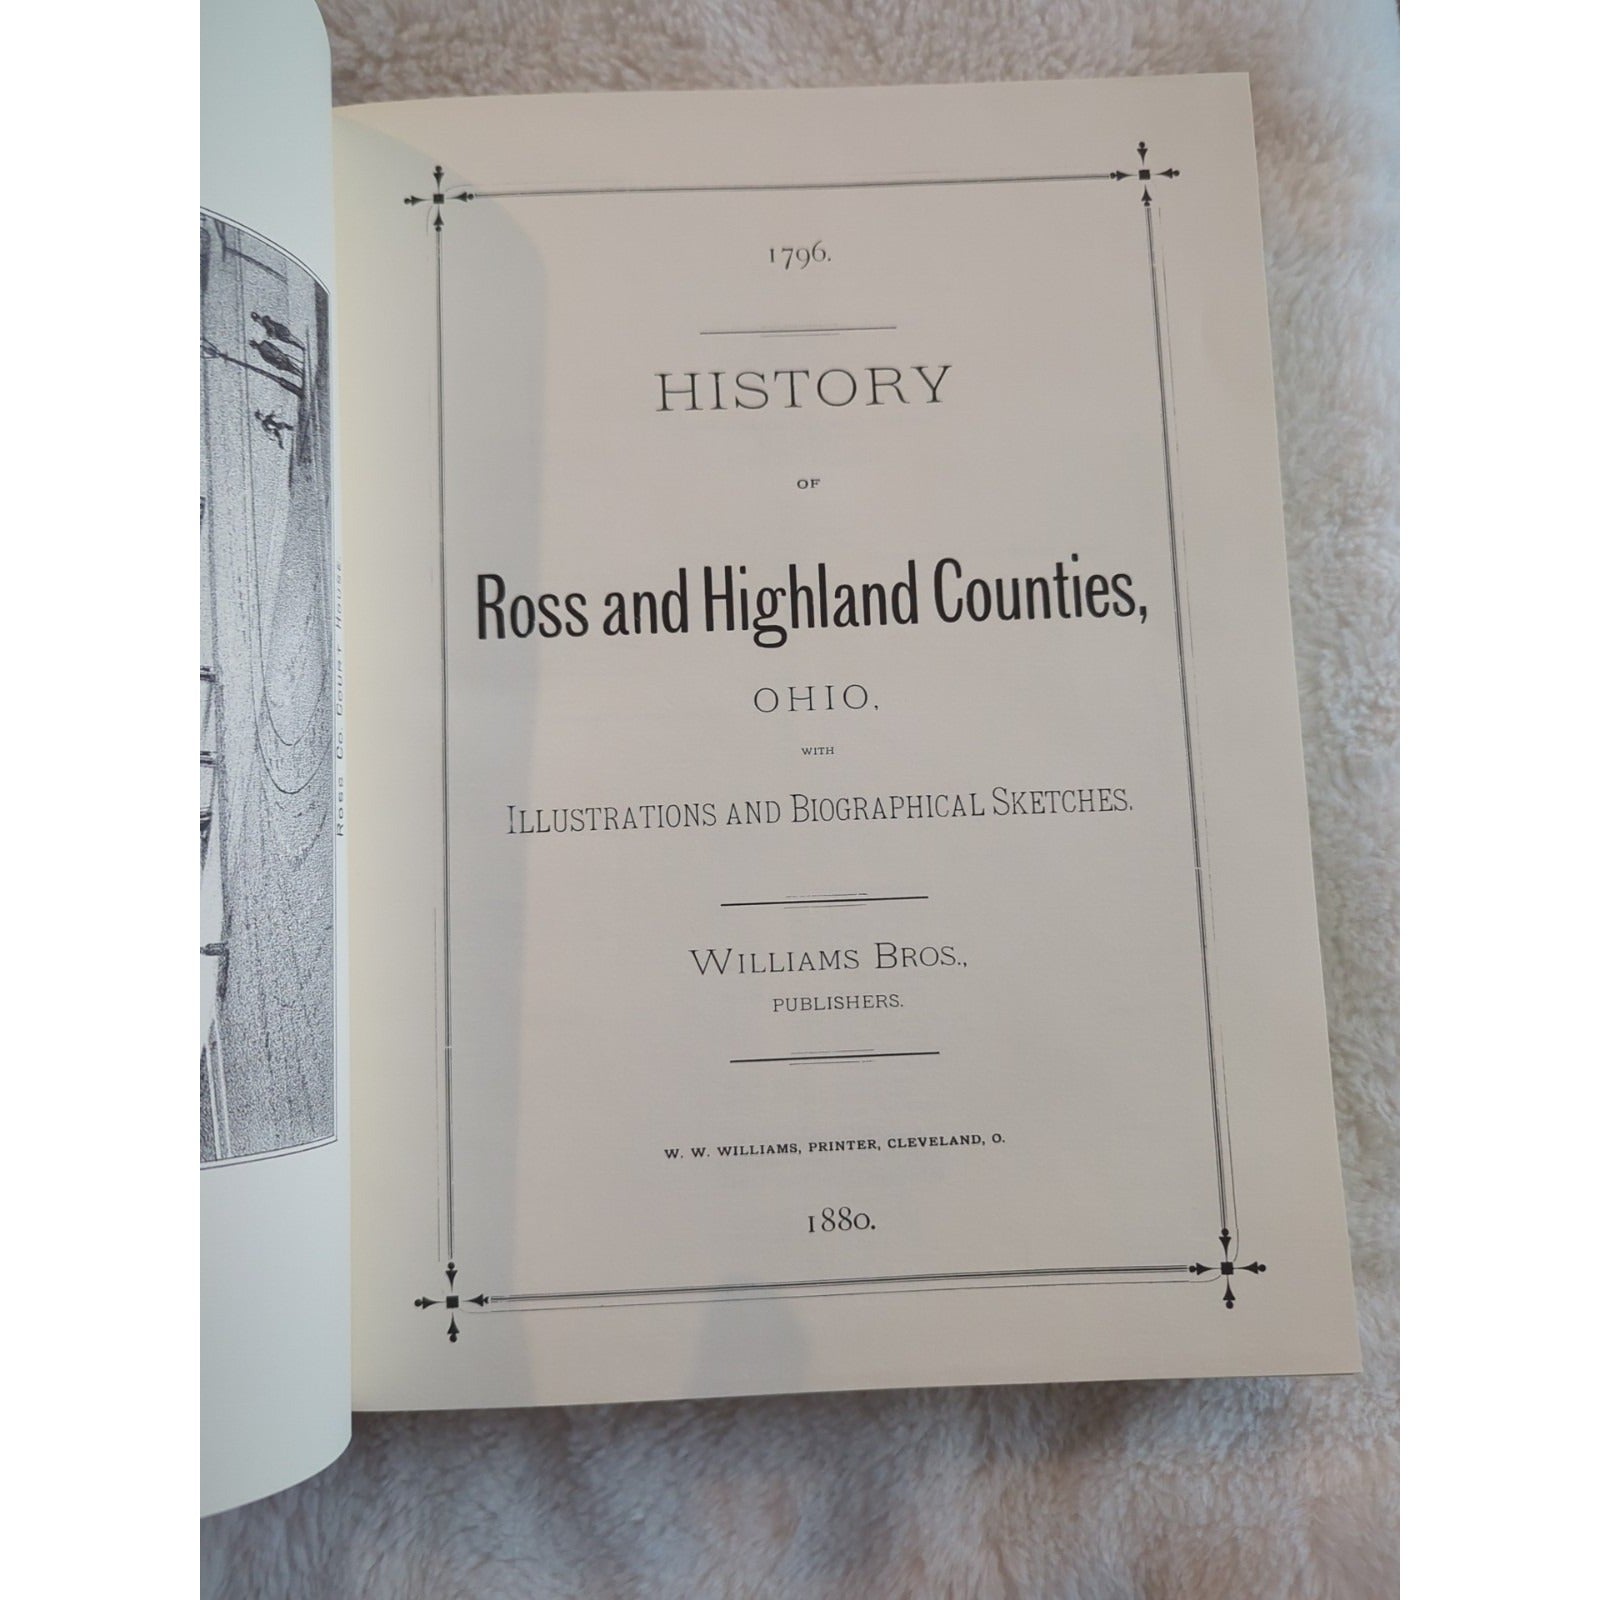 Ross Co. Court House
1796.
HISTORY
OF
Ross and Highland Counties,
OHIO,
WITH
ILLUSTRATIONS AND BIOGRAPHICAL SKETCHES.
WILLIAMS BROS.,
PUBLISHERS.
W. W. WILLIAMS, PRINTER, CLEVELAND, O.
1880.